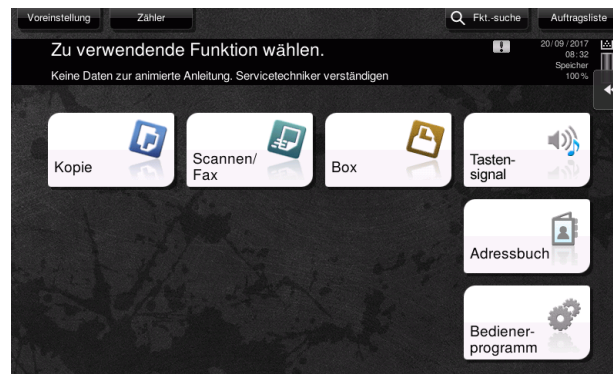 Voreinstellung
Zähler
Fkt.-suche
Auftragsliste
Zu verwendende Funktion wählen.
Keine Daten zur animierte Anleitung. Servicetechniker verständigen
20/09/2017
08:32
Speicher
100%
Kopie
Scannen/
Fax
Box
Tasten-
signal
Adressbuch
Bediener-
programm